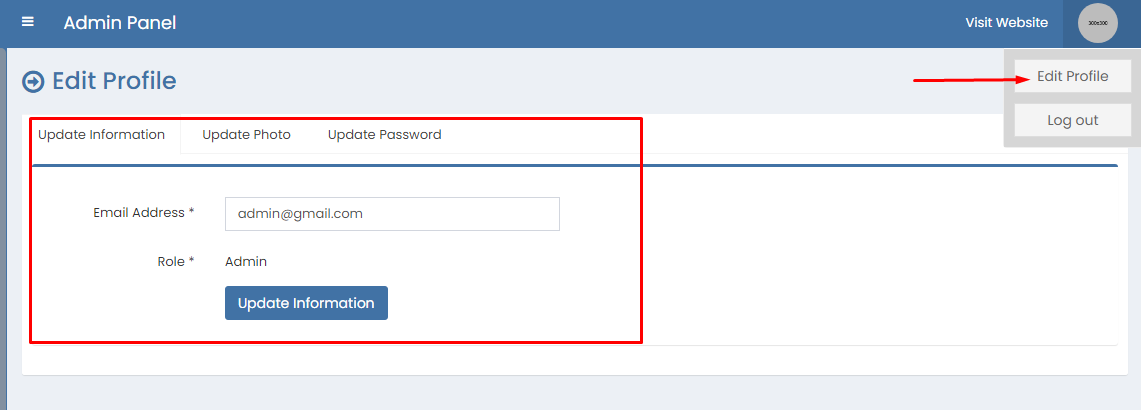 Admin Panel
Visit Website
300x300
Edit Profile
Edit Profile
Log out
Update Information
Update Photo
Update Password
Email Address *
admin@gmail.com
Role *
Admin
Update Information